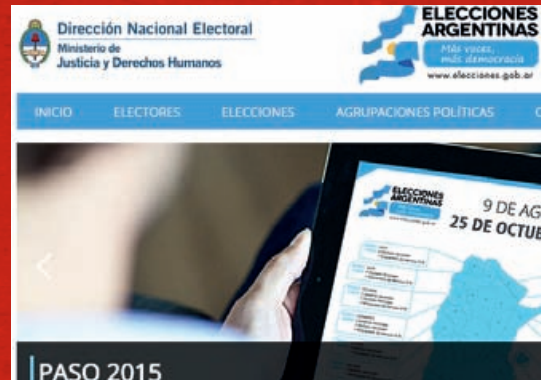 Dirección Nacional Electoral
Ministerio de
Justicia y Derechos Humanos
ELECCIONES
ARGENTINAS
Más voces,
más democracia
www.elecciones.gob.ar
INICIO ELECTORES ELECCIONES AGRUPACIONES POLÍTICAS
ELECCIONES
ARGENTINAS
9 DE AG
25 DE OCTUB
PASO 2015